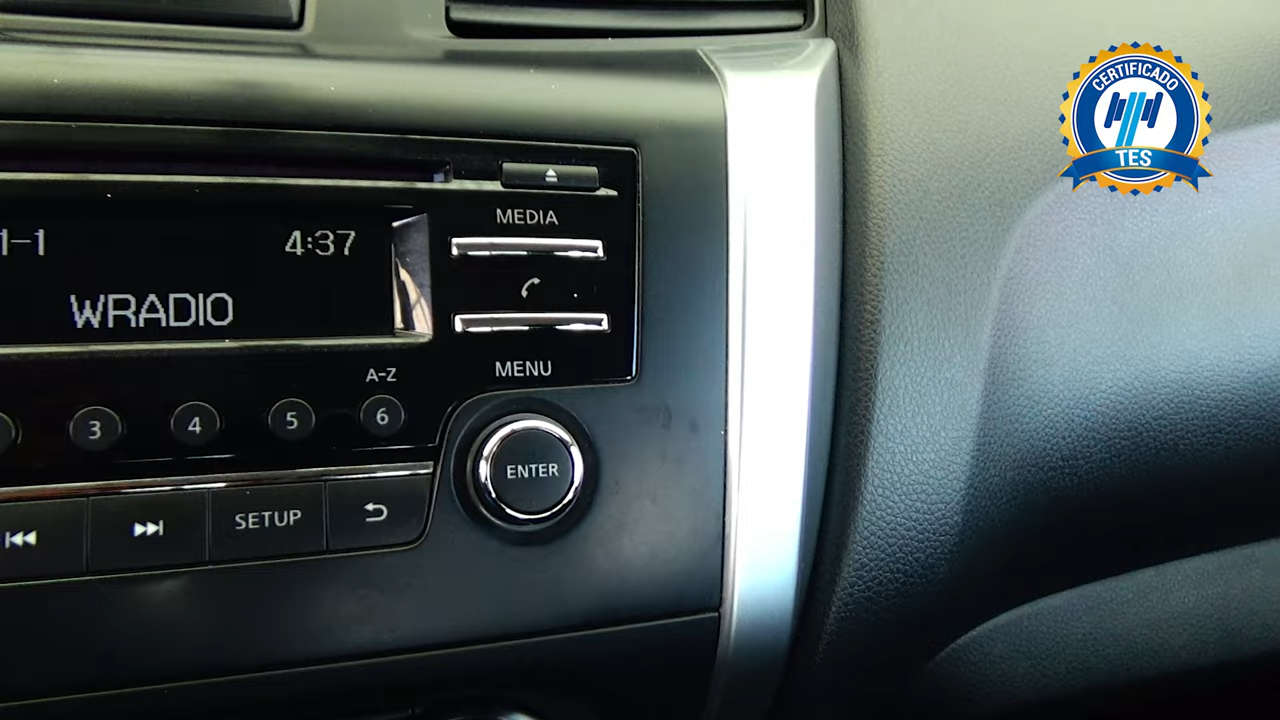 CERTIFICADO
TES
MEDIA
1-1 4:37
WRADIO
MENU
A-Z
3 4 5 6
ENTER
SETUP